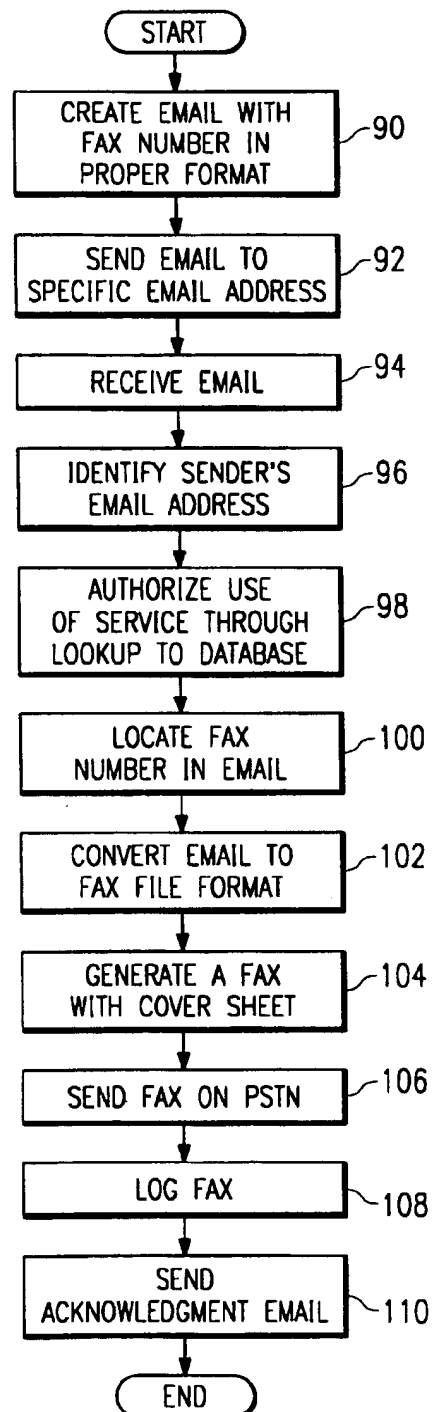 START
CREATE EMAIL WITH
FAX NUMBER IN
PROPER FORMAT
90
SEND EMAIL TO
SPECIFIC EMAIL ADDRESS
92
RECEIVE EMAIL
94
IDENTIFY SENDER'S
EMAIL ADDRESS
96
AUTHORIZE USE
OF SERVICE THROUGH
LOOKUP TO DATABASE
98
LOCATE FAX
NUMBER IN EMAIL
100
CONVERT EMAIL TO
FAX FILE FORMAT
102
GENERATE A FAX
WITH COVER SHEET
104
SEND FAX ON PSTN
106
LOG FAX
108
SEND
ACKNOWLEDGMENT EMAIL
110
END